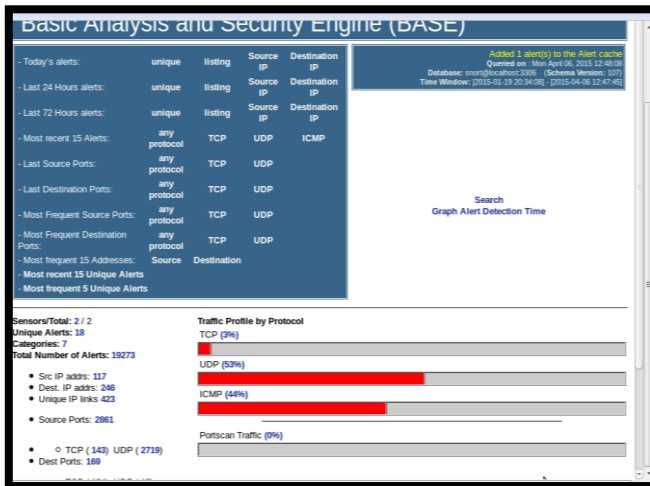 Basic Analysis and Security Engine (BASE)
- Today's alerts: unique listing Source IP Destination IP
- Last 24 Hours alerts: unique listing Source IP Destination IP
- Last 72 Hours alerts: unique listing Source IP Destination IP
- Most recent 15 Alerts: any protocol TCP UDP ICMP
- Last Source Ports: any protocol TCP UDP
- Last Destination Ports: any protocol TCP UDP
- Most Frequent Source Ports: any protocol TCP UDP
- Most Frequent Destination Ports: any protocol TCP UDP
- Most frequent 15 Addresses: Source Destination
- Most recent 15 Unique Alerts
- Most frequent 5 Unique Alerts
Added 1 alert(s) to the Alert cache
Queried on : Mon April 06, 2015 12:48:08
Database: snort@localhost:3306 (Schema Version: 107)
Time Window: [2015-01-19 20:34:08] - [2015-04-06 12:47:45]
Search
Graph Alert Detection Time
Sensors/Total: 2 / 2
Unique Alerts: 18
Categories: 7
Total Number of Alerts: 19273
• Src IP addrs: 117
• Dest. IP addrs: 246
• Unique IP links 423
• Source Ports: 2861
• ○ TCP ( 143) UDP ( 2719)
• Dest Ports: 169
Traffic Profile by Protocol
TCP (3%)
UDP (53%)
ICMP (44%)
Portscan Traffic (0%)